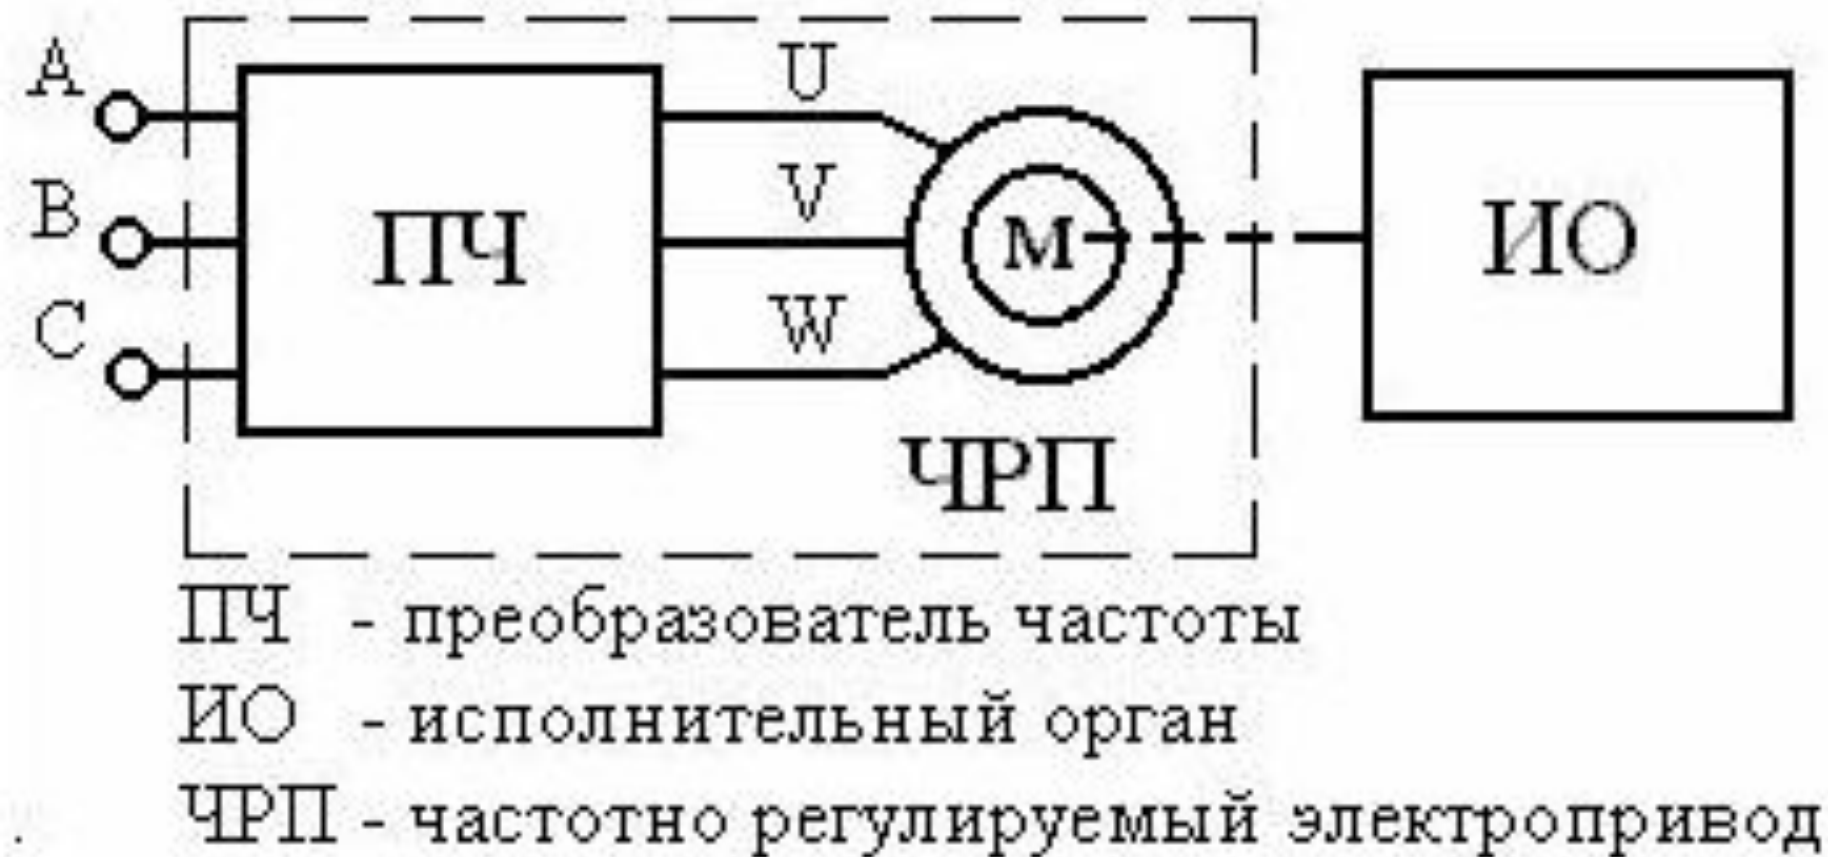 A
U
B
V
ПЧ
М
ИО
C
W
ЧРП
ПЧ - преобразователь частоты
ИО - исполнительный орган
ЧРП - частотно регулируемый электропривод